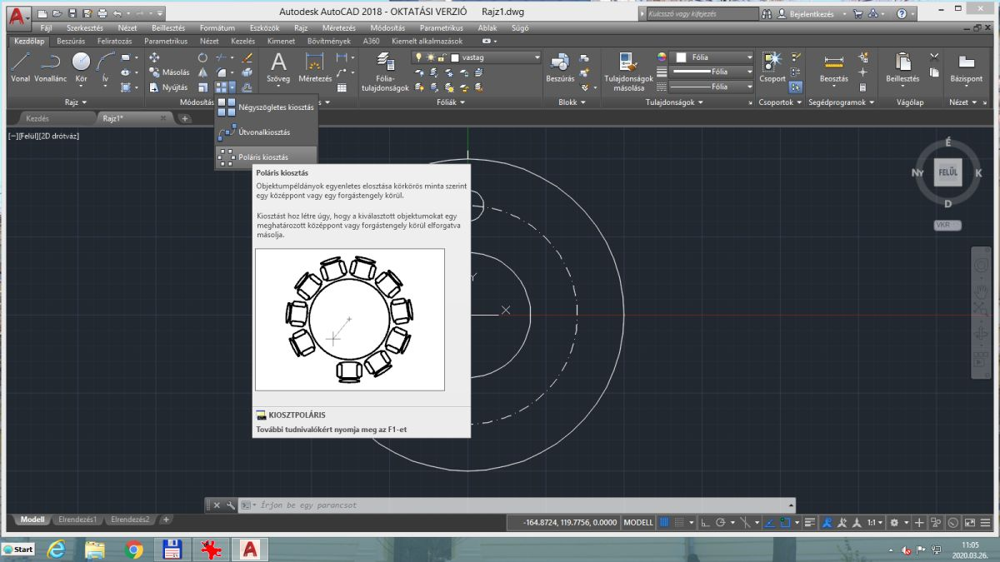 Autodesk AutoCAD 2018 - OKTATÁSI VERZIÓ Rajz1.dwg
Kulcsszó vagy kifejezés
Bejelentkezés
Fájl Szerkesztés Nézet Beillesztés Formátum Eszközök Rajz Méretezés Módosítás Parametrikus Ablak Súgó
Kezdőlap Beszúrás Feliratozás Parametrikus Nézet Kezelés Kimenet Bővítmények A360 Kiemelt alkalmazások
Vonal Vonallánc Kör Ív
Másolás
Nyújtás
Szöveg Méretezés
Fólia-
tulajdonságok
vastag
Beszúrás
Tulajdonságok
másolása
Fólia
Fólia
Fólia
Csoport
Beosztás
Beillesztés
Bázispont
Rajz Módosítás Fóliák Blokk Tulajdonságok Csoportok Segédprogramok Vágólap Nézet
Kezdés Rajz1*
Négyszögletes kiosztás
Útvonalkiosztás
Poláris kiosztás
[−][Felül][2D drótváz]
Poláris kiosztás
Objektumpéldányok egyenletes elosztása körkörös minta szerint
egy középpont vagy egy forgástengely körül.
Kiosztást hoz létre úgy, hogy a kiválasztott objektumokat egy
meghatározott középpont vagy forgástengely körül elforgatva
másolja.
KIOSZTPOLÁRIS
További tudnivalókért nyomja meg az F1-et
Y
X
É
Ny FELÜL K
D
VKR
Írjon be egy parancsot
Modell Elrendezés1 Elrendezés2
-164.8724, 119.7756, 0.0000 MODELL
1:1
Start
11:05
2020.03.26.